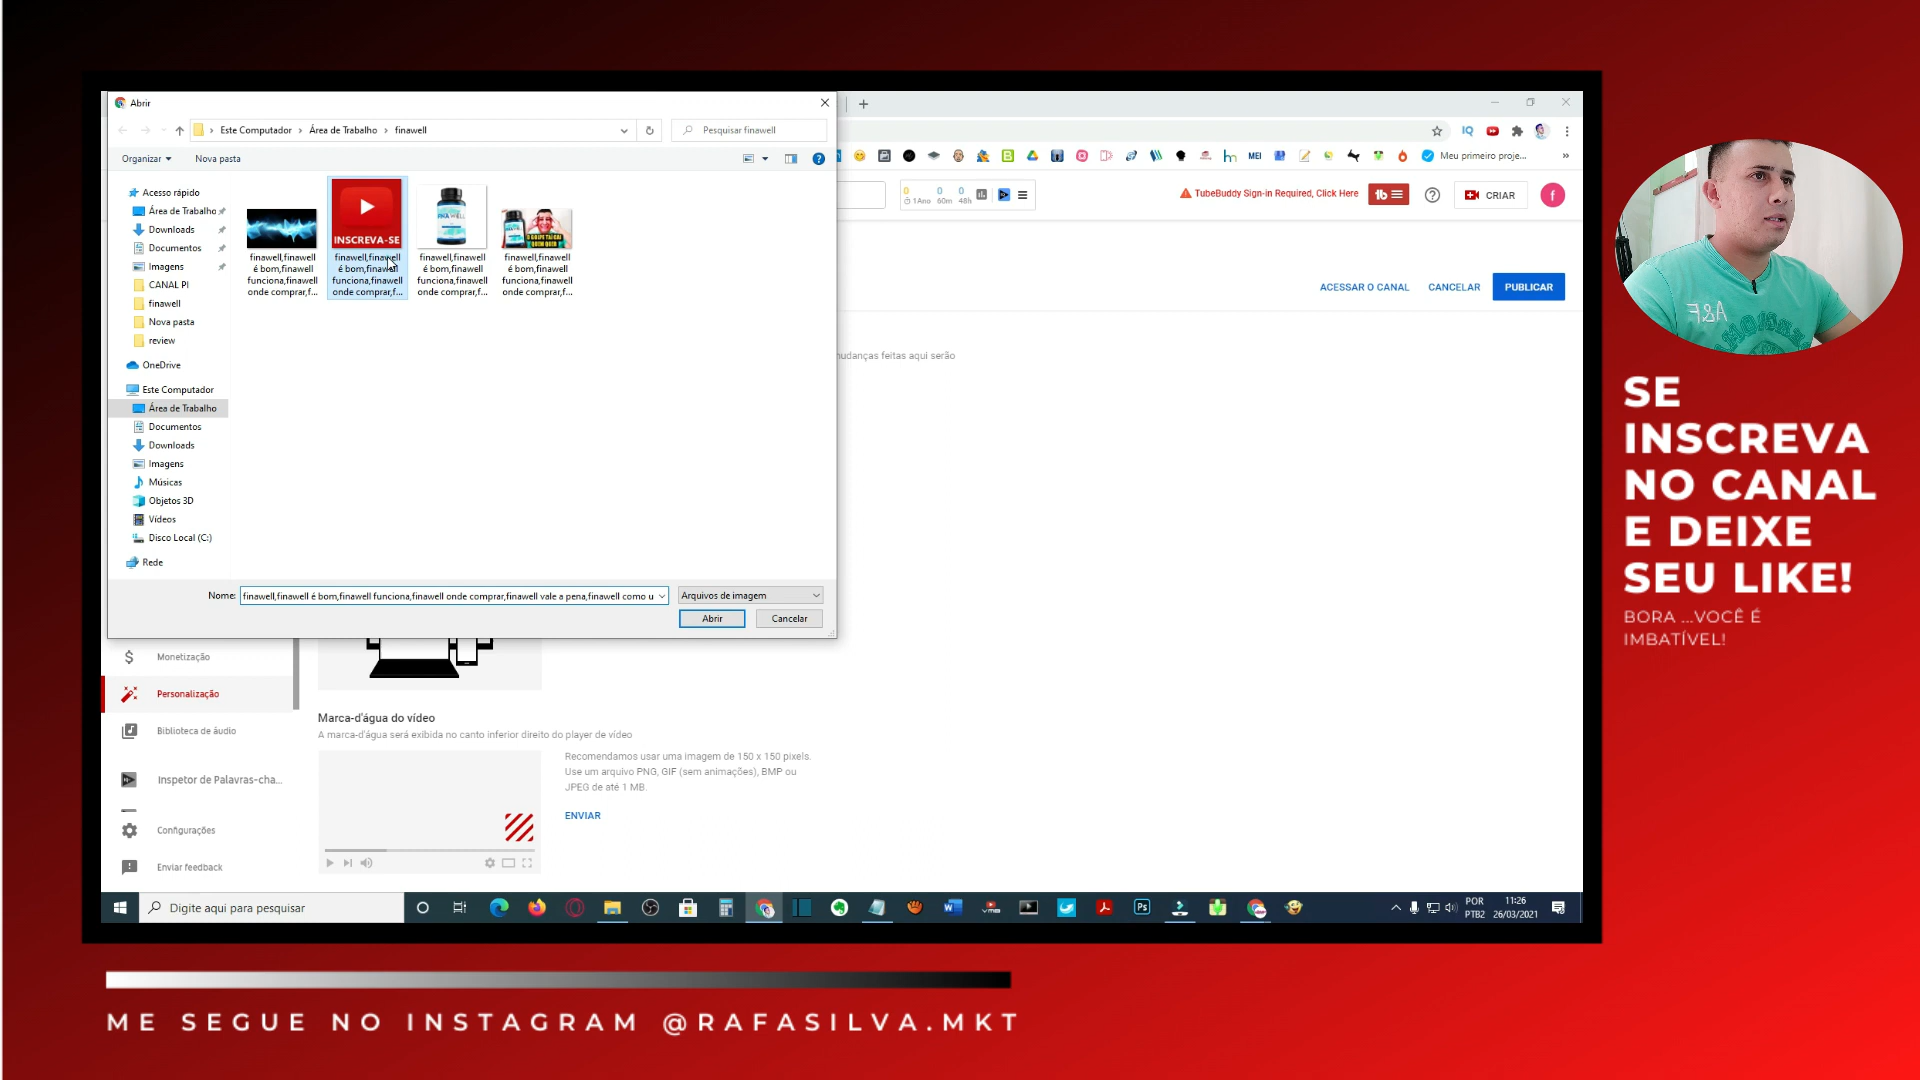 Abrir
Este Computador > Área de Trabalho > finawell
Pesquisar finawell
Organizar
Nova pasta
Acesso rápido
Área de Trabalho
Downloads
Documentos
Imagens
CANAL PI
finawell
Nova pasta
review
OneDrive
Este Computador
Área de Trabalho
Documentos
Downloads
Imagens
Músicas
Objetos 3D
Vídeos
Disco Local (C:)
Rede
INSCREVA-SE
finawell,finawell é bom,finawell funciona,finawell onde comprar,f...
finawell,finawell é bom,finawell funciona,finawell onde comprar,f...
finawell,finawell é bom,finawell funciona,finawell onde comprar,f...
finawell,finawell é bom,finawell funciona,finawell onde comprar,f...
Nome:
finawell,finawell é bom,finawell funciona,finawell onde comprar,finawell vale a pena,finawell como u
Arquivos de imagem
Abrir
Cancelar
IQ
MEI
Meu primeiro proje...
0 0 0
1Ano 60m 48h
TubeBuddy Sign-in Required, Click Here
tb
CRIAR
f
ACESSAR O CANAL
CANCELAR
PUBLICAR
mudanças feitas aqui serão
Monetização
Personalização
Biblioteca de áudio
Inspetor de Palavras-cha...
Configurações
Enviar feedback
Marca-d'água do vídeo
A marca-d'água será exibida no canto inferior direito do player de vídeo
Recomendamos usar uma imagem de 150 x 150 pixels.
Use um arquivo PNG, GIF (sem animações), BMP ou
JPEG de até 1 MB.
ENVIAR
Digite aqui para pesquisar
Ps
POR
PTB2
11:26
26/03/2021
SE
INSCREVA
NO CANAL
E DEIXE
SEU LIKE!
BORA ...VOCÊ É
IMBATÍVEL!
ME SEGUE NO INSTAGRAM @RAFASILVA.MKT